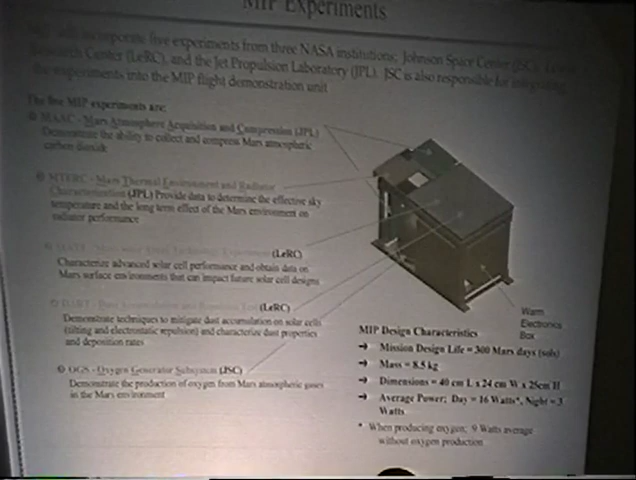 MIP Experiments
incorporate five experiments from three NASA institutions; Johnson Space Center (JSC),
Research Center (LeRC), and the Jet Propulsion Laboratory (JPL). JSC is also responsible for integrating
the experiments into the MIP flight demonstration unit
The five MIP experiments are:
MAAC - Mars Atmosphere Acquisition and Compression (JPL)
Demonstrate the ability to collect and compress Mars atmospheric
carbon dioxide
MTERC - Mars Thermal Environment and Radiator
Characterization (JPL) Provide data to determine the effective sky
temperature and the long term effect of the Mars environment on
radiator performance
(LeRC)
Characterize advanced solar cell performance and obtain data on
Mars surface environments that can impact future solar cell designs
DART - Dust Accumulation and (LeRC)
Demonstrate techniques to mitigate dust accumulation on solar cells
(tilting and electrostatic repulsion) and characterize dust properties
and deposition rates
OGS - Oxygen Generator Subsystem (JSC)
Demonstrate the production of oxygen from Mars atmospheric gases
in the Mars environment
Warm
Electronics
Box
MIP Design Characteristics
→ Mission Design Life = 300 Mars days (sols)
→ Mass = 8.5 kg
→ Dimensions = 40 cm L x 24 cm W x 25cm H
→ Average Power; Day = 16 Watts*, Night = 3
Watts
* When producing oxygen; 9 Watts average
without oxygen production